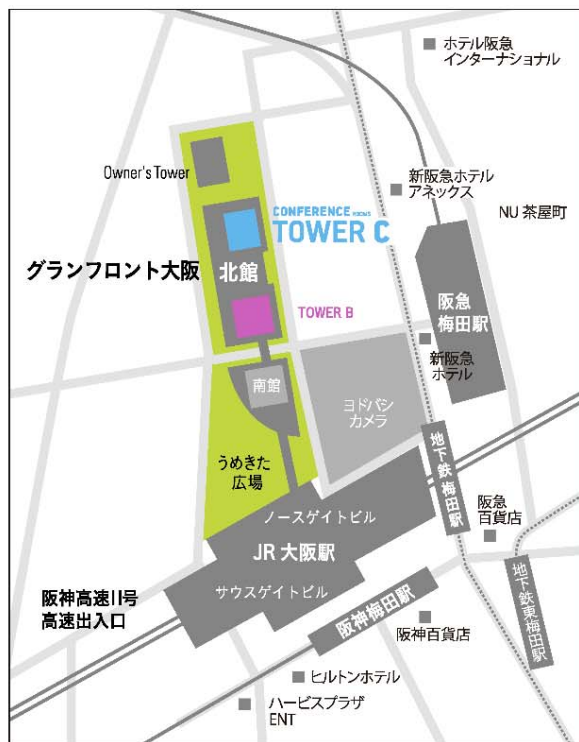 ホテル阪急
インターナショナル
Owner's Tower
新阪急ホテル
アネックス
NU 茶屋町
CONFERENCE ROOMS
TOWER C
グランフロント大阪
北館
阪急
梅田駅
TOWER B
新阪急
ホテル
南館
ヨドバシ
カメラ
うめきた
広場
地下鉄 梅田駅
阪急
百貨店
ノースゲイトビル
JR 大阪駅
サウスゲイトビル
阪神高速11号
高速出入口
阪神梅田駅
地下鉄東梅田駅
阪神百貨店
ヒルトンホテル
ハービスプラザ
ENT